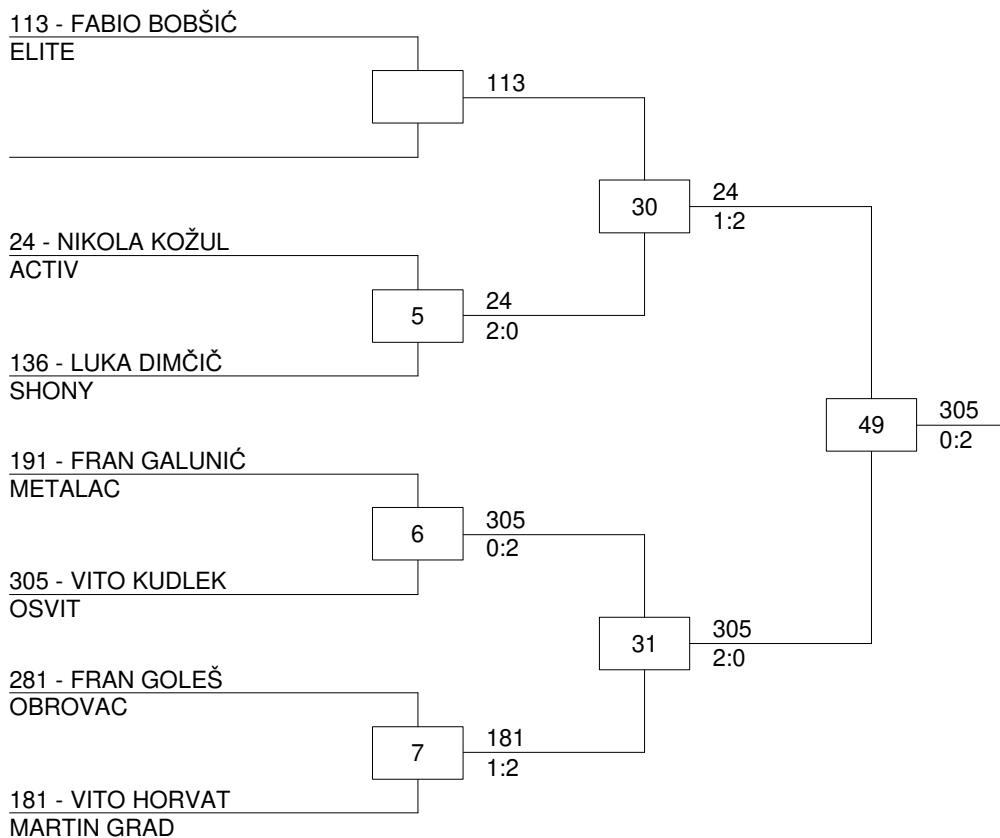 113 - FABIO BOBŠIĆ
ELITE
113
30
24
1:2
24 - NIKOLA KOŽUL
ACTIV
5
24
2:0
136 - LUKA DIMČIČ
SHONY
49
305
0:2
191 - FRAN GALUNIĆ
METALAC
6
305
0:2
305 - VITO KUDLEK
OSVIT
31
305
2:0
281 - FRAN GOLEŠ
OBROVAC
7
181
1:2
181 - VITO HORVAT
MARTIN GRAD